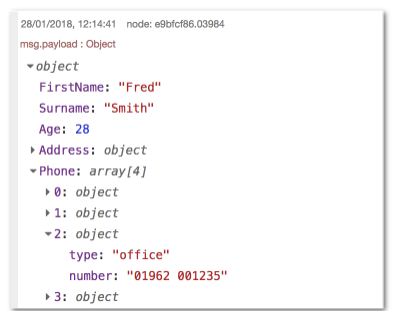 28/01/2018, 12:14:41 node: e9bfcf86.03984
msg.payload : Object
object
FirstName: "Fred"
Surname: "Smith"
Age: 28
Address: object
Phone: array[4]
0: object
1: object
2: object
type: "office"
number: "01962 001235"
3: object